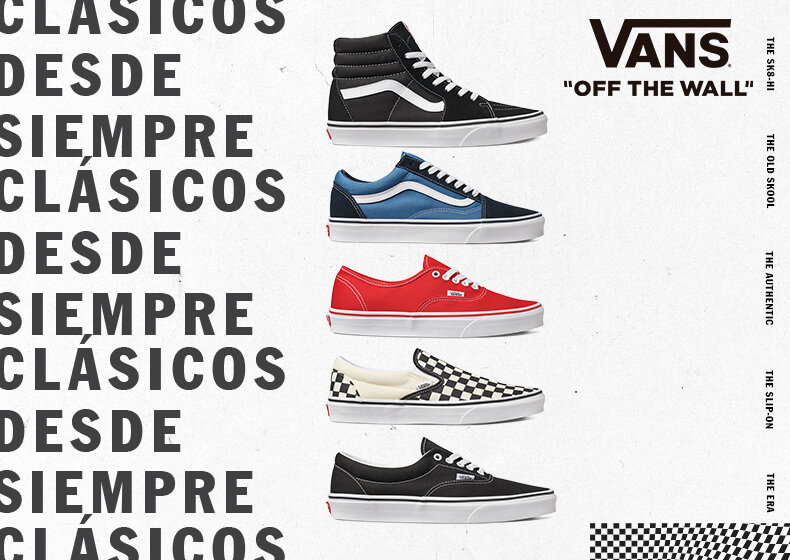 CLÁSICOS
DESDE
SIEMPRE
CLÁSICOS
DESDE
SIEMPRE
CLÁSICOS
DESDE
SIEMPRE
CLÁSICOS
VANS
"OFF THE WALL"
THE SK8-HI
THE OLD SKOOL
THE AUTHENTIC
THE SLIP-ON
THE ERA